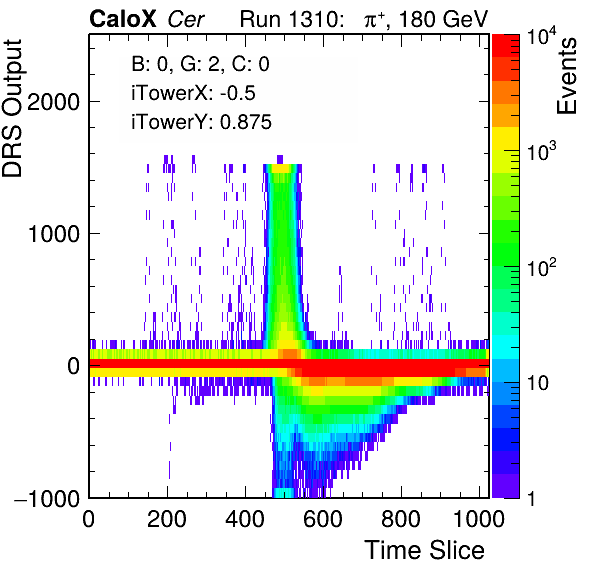 CaloX Cer Run 1310: π⁺, 180 GeV
B: 0, G: 2, C: 0
iTowerX: -0.5
iTowerY: 0.875
DRS Output
2000
1000
0
−1000
0 200 400 600 800 1000
Time Slice
Events
10⁴
10³
10²
10
1